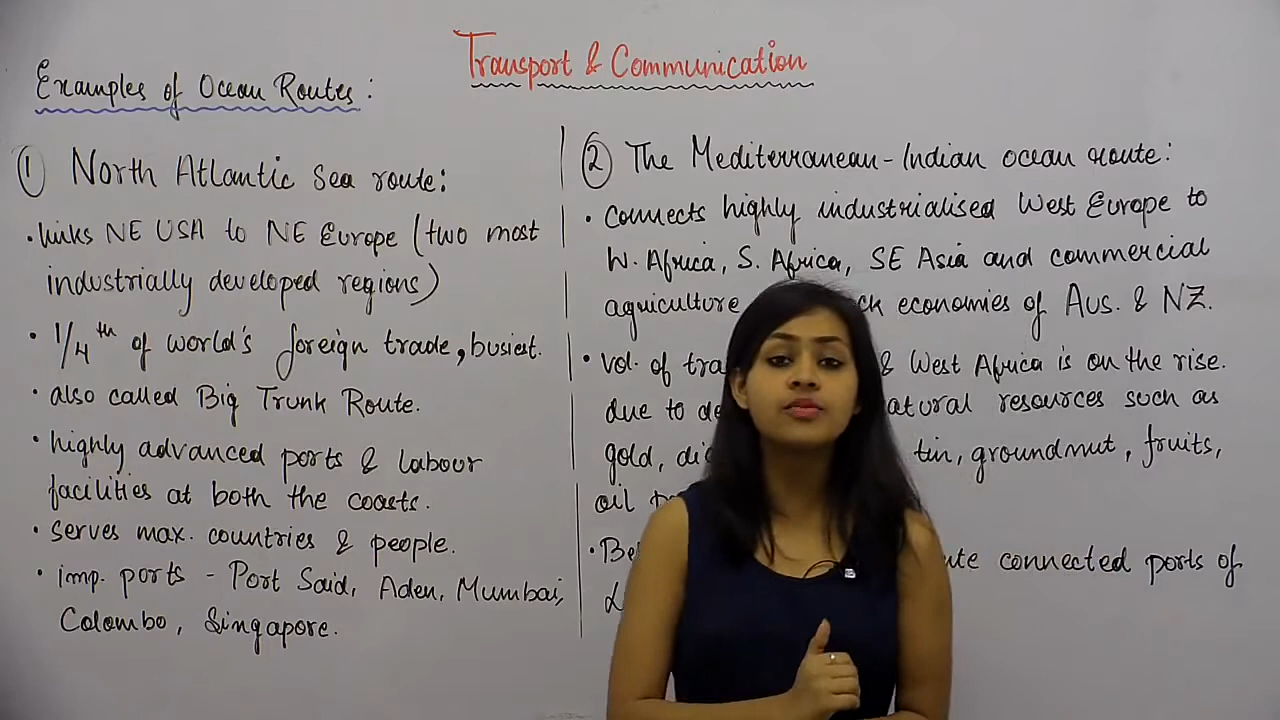 Transport & Communication
Examples of Ocean Routes:
① North Atlantic Sea route:
• links NE USA to NE Europe (two most
industrially developed regions)
• 1/4th of world's foreign trade, busiest.
• also called Big Trunk Route.
• highly advanced ports & labour
facilities at both the coasts.
• serves max. countries & people.
• imp. ports - Port Said, Aden, Mumbai,
Colombo, Singapore.
② The Mediterranean-Indian ocean route:
• connects highly industrialised West Europe to
W. Africa, S. Africa, SE Asia and commercial
agriculture economies of Aus. & NZ.
• vol. of & West Africa is on the rise.
due to resources such as
gold, tin, groundnut, fruits,
oil
• connected ports of